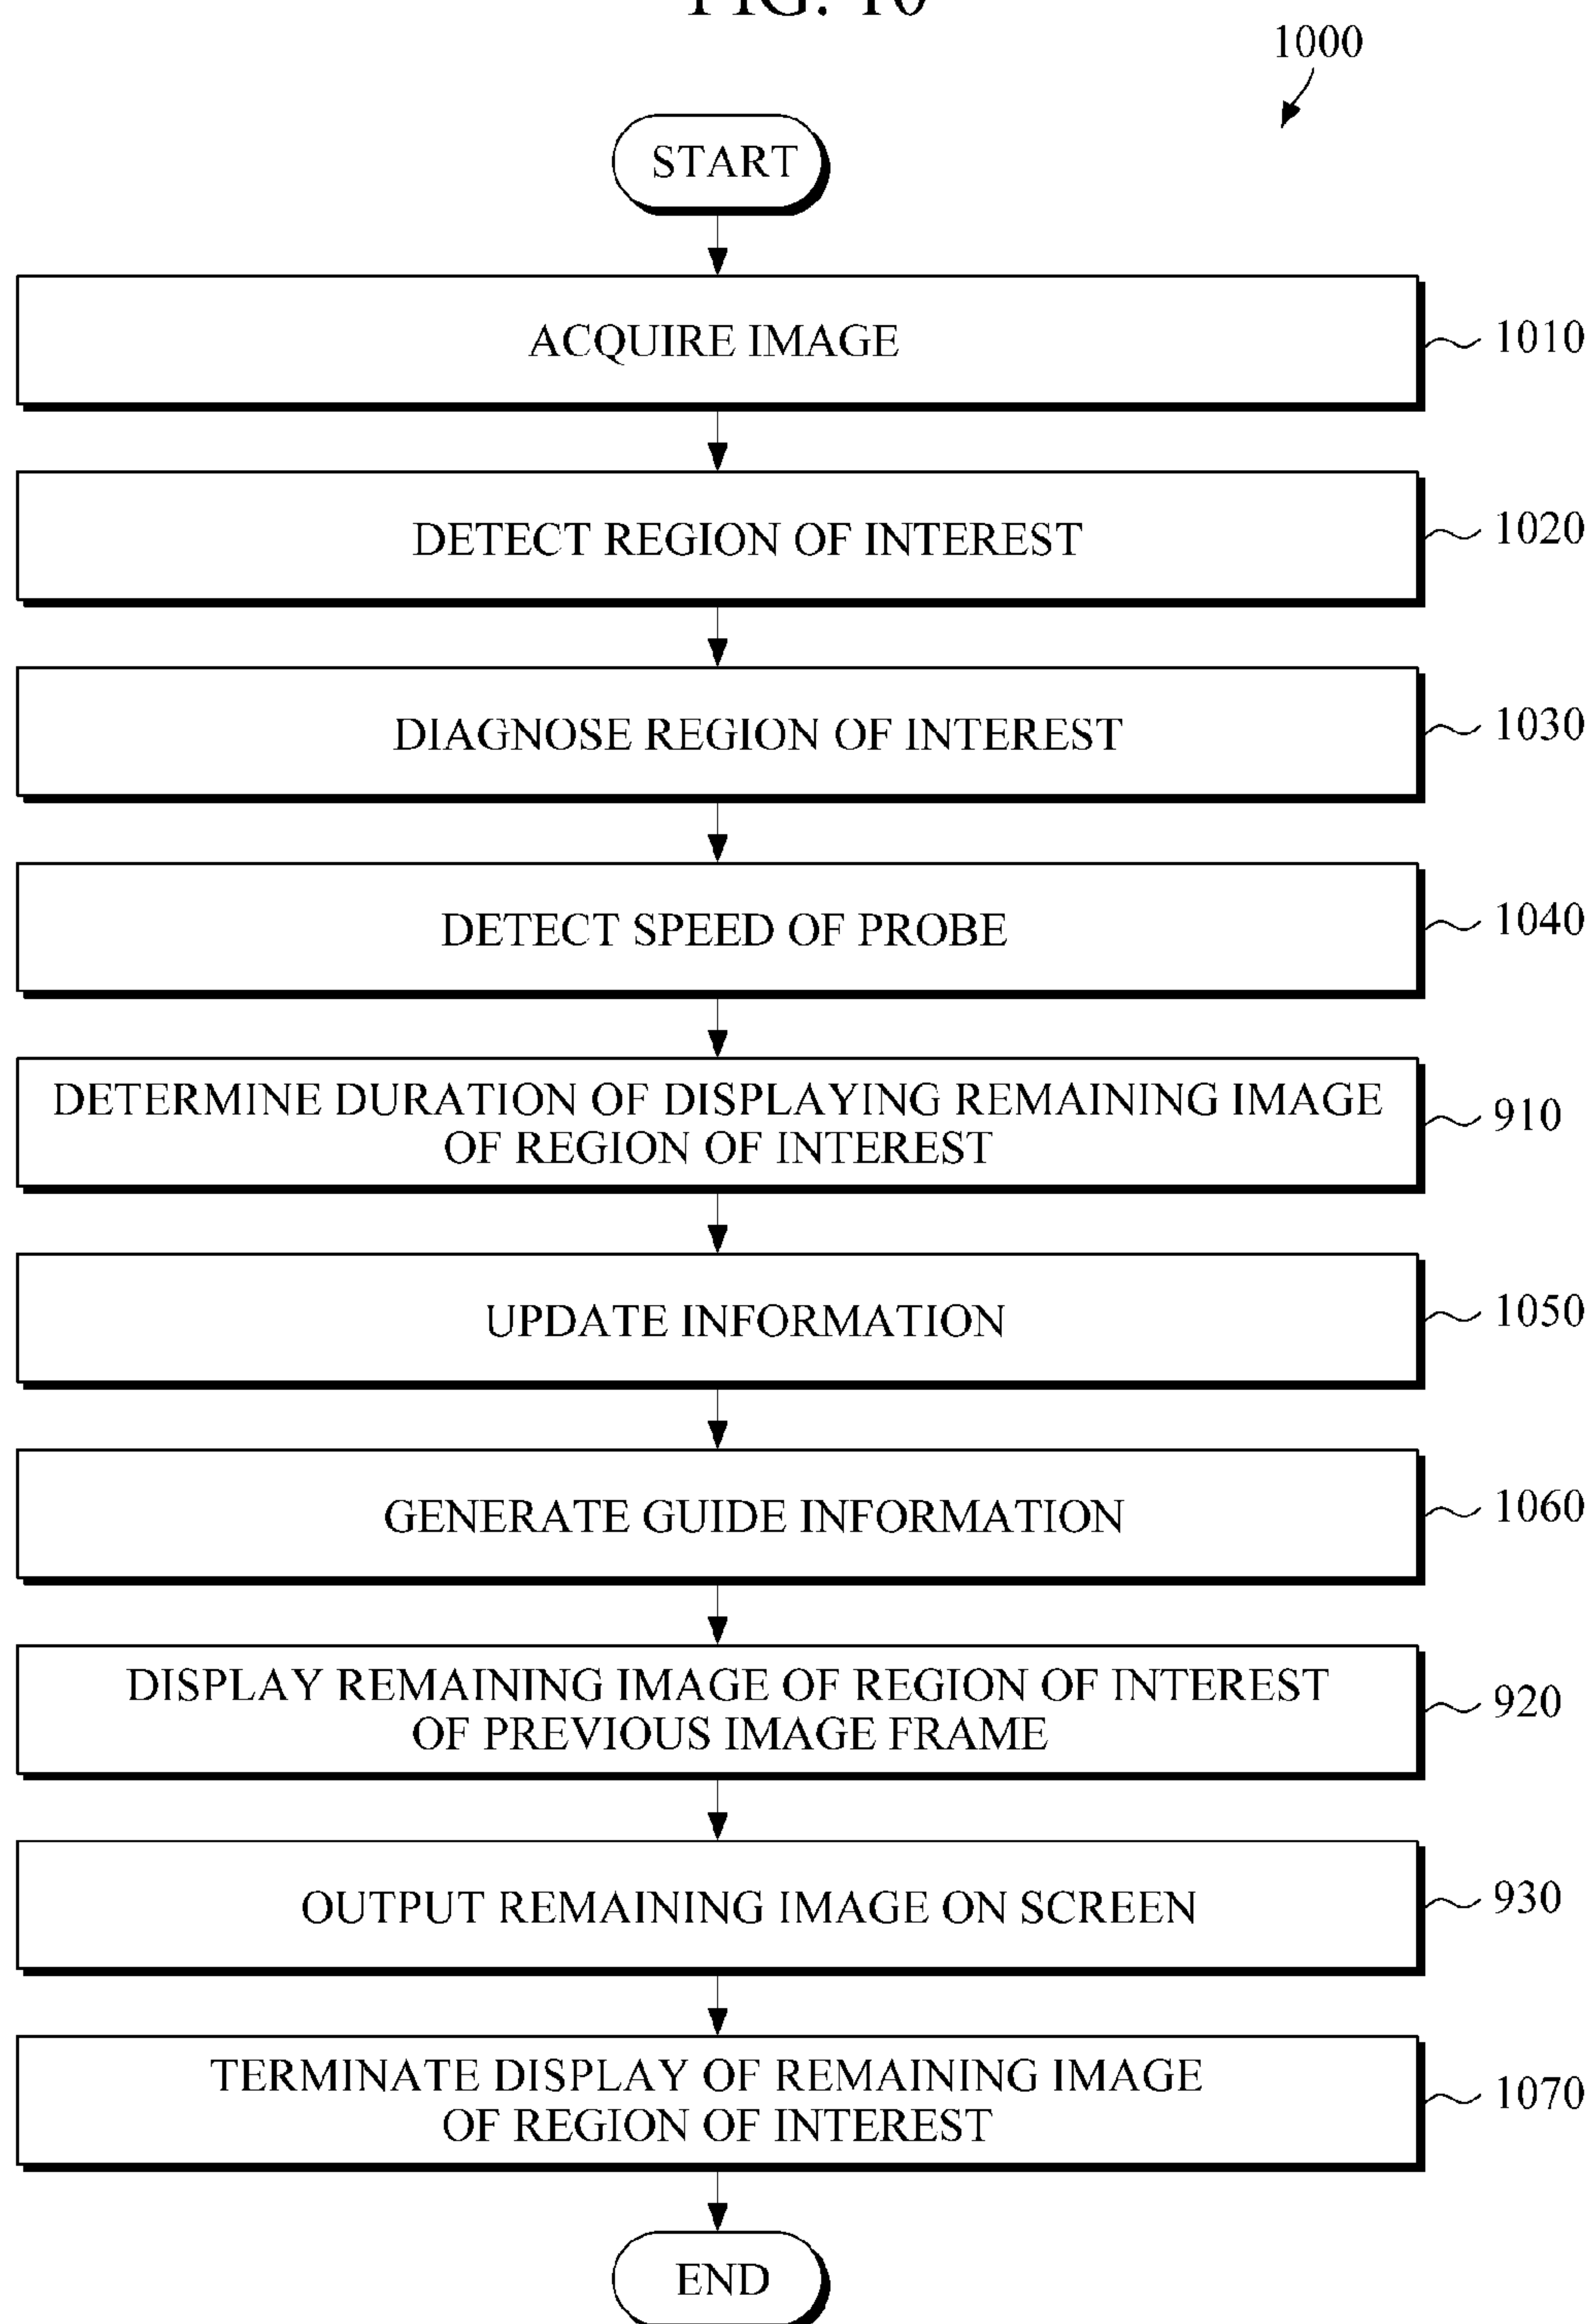 FIG. 10
1000
START
ACQUIRE IMAGE
1010
DETECT REGION OF INTEREST
1020
DIAGNOSE REGION OF INTEREST
1030
DETECT SPEED OF PROBE
1040
DETERMINE DURATION OF DISPLAYING REMAINING IMAGE
OF REGION OF INTEREST
910
UPDATE INFORMATION
1050
GENERATE GUIDE INFORMATION
1060
DISPLAY REMAINING IMAGE OF REGION OF INTEREST
OF PREVIOUS IMAGE FRAME
920
OUTPUT REMAINING IMAGE ON SCREEN
930
TERMINATE DISPLAY OF REMAINING IMAGE
OF REGION OF INTEREST
1070
END